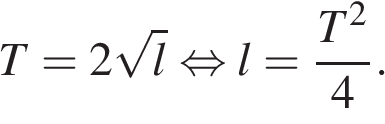 T = 2√l ⇔ l = T²/4.